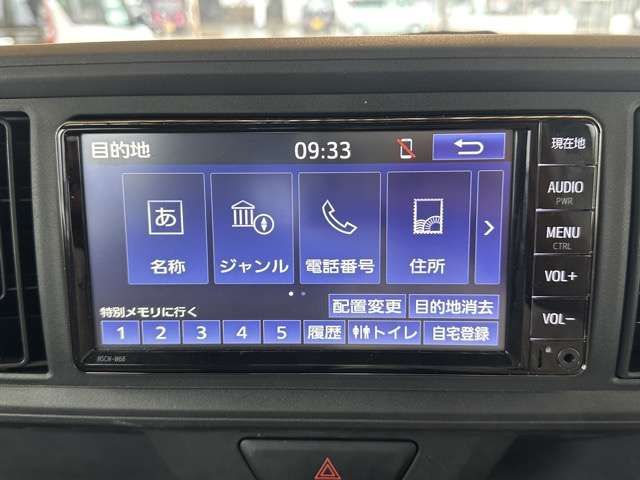 目的地 09:33
現在地
AUDIO
PWR
MENU
CTRL
VOL+
VOL-
あ
名称 ジャンル 電話番号 住所
配置変更 目的地消去
特別メモリに行く
1 2 3 4 5 履歴 トイレ 自宅登録
NSCN-W68